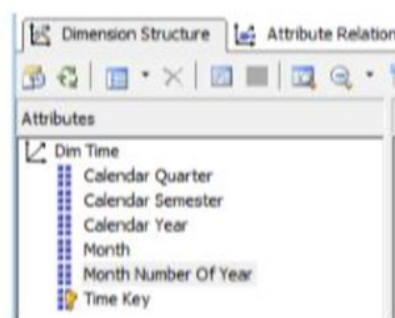 Dimension Structure Attribute Relation
Attributes
Dim Time
Calendar Quarter
Calendar Semester
Calendar Year
Month
Month Number Of Year
Time Key